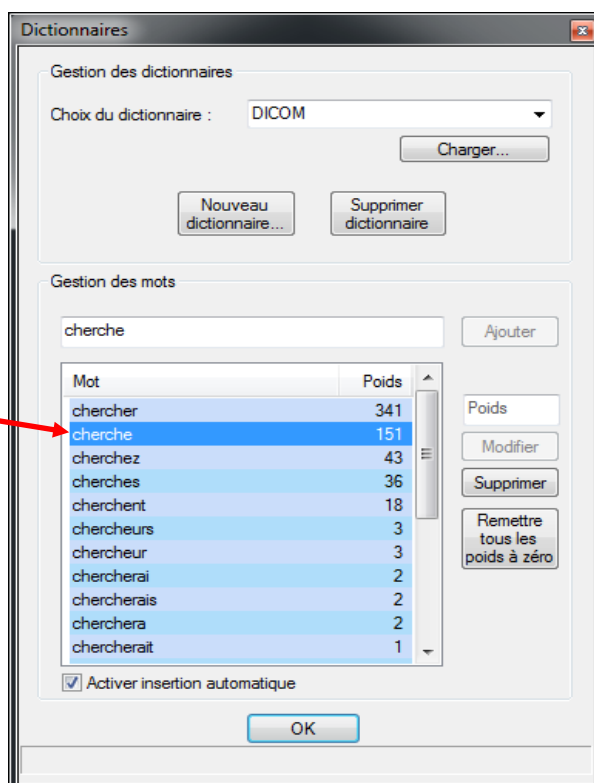 Dictionnaires
Gestion des dictionnaires
Choix du dictionnaire : DICOM
Charger...
Nouveau
dictionnaire...
Supprimer
dictionnaire
Gestion des mots
cherche
Ajouter
Mot Poids
chercher 341
cherche 151
cherchez 43
cherches 36
cherchent 18
chercheurs 3
chercheur 3
chercherai 2
chercherais 2
cherchera 2
chercherait 1
Poids
Modifier
Supprimer
Remettre
tous les
poids à zéro
Activer insertion automatique
OK